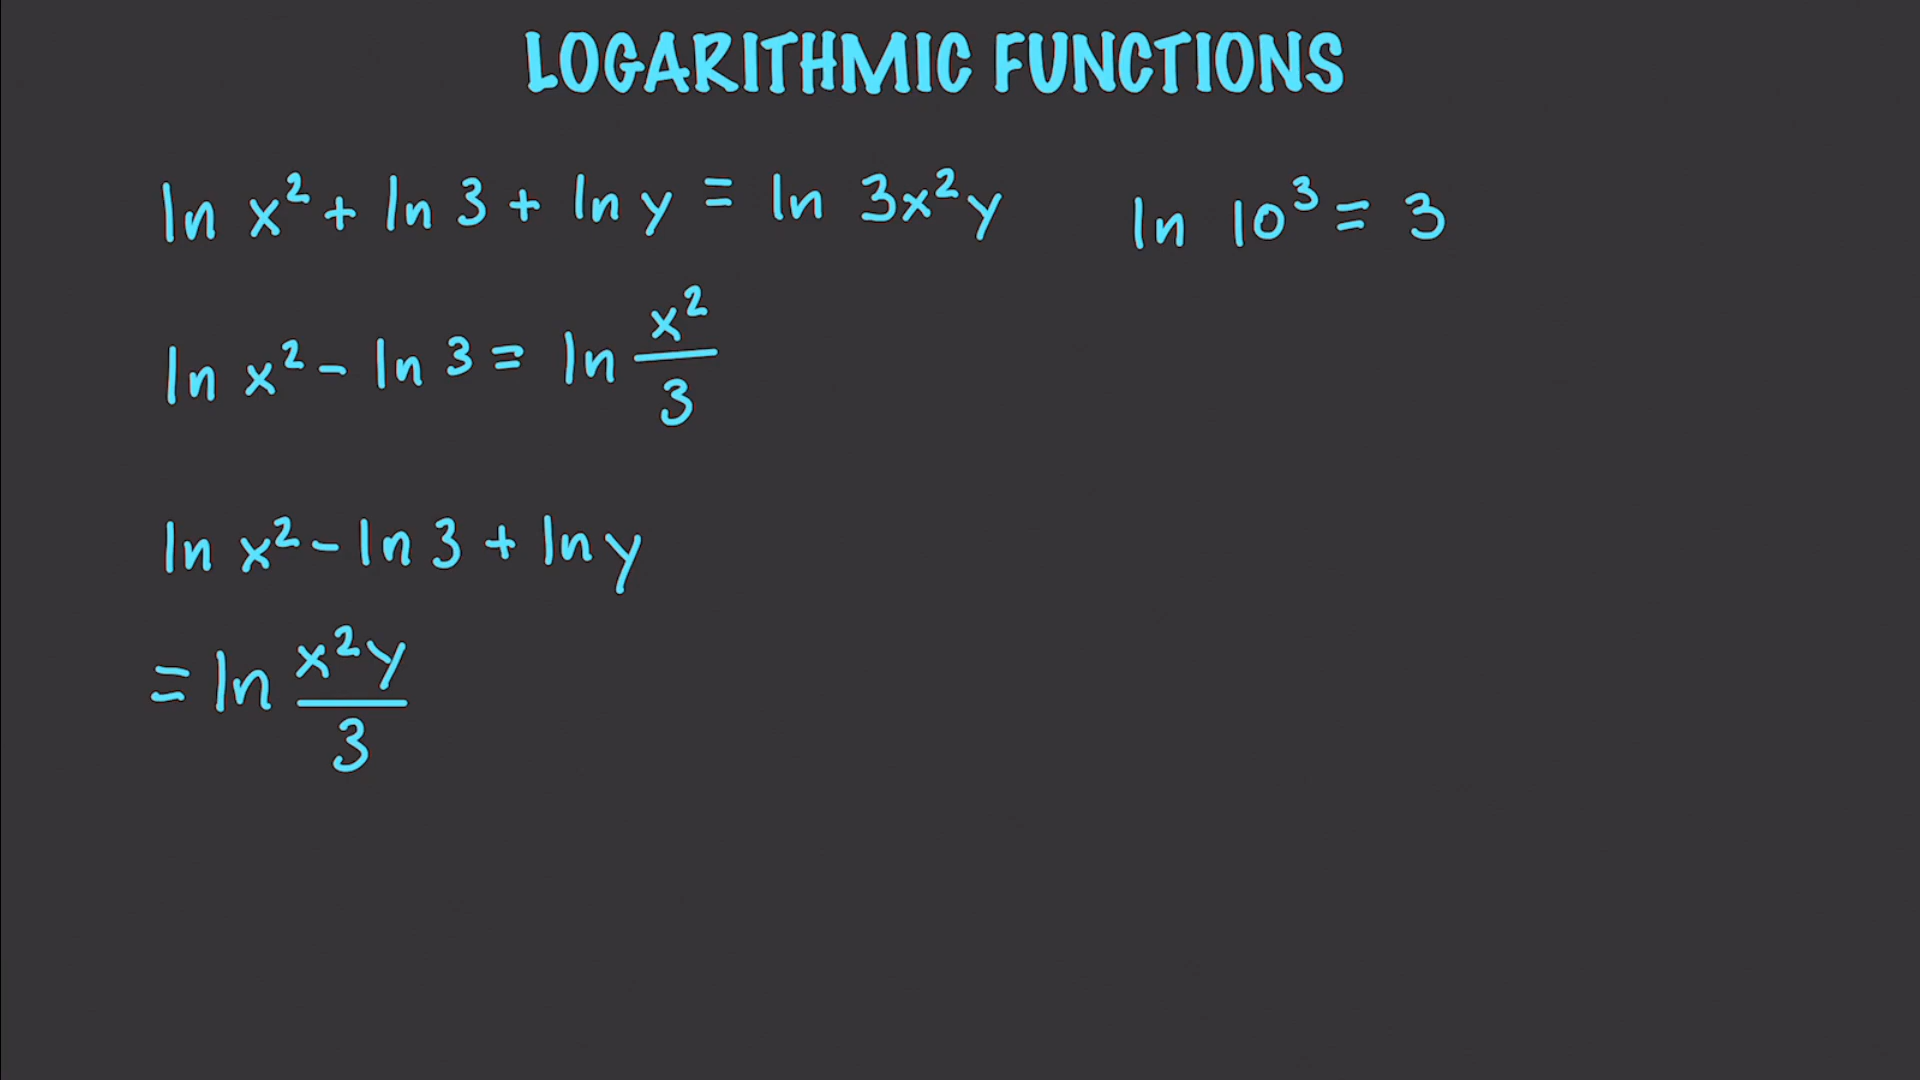 LOGARITHMIC FUNCTIONS
ln x² + ln 3 + ln y = ln 3x²y
ln x² - ln 3 = ln x²/3
ln x² - ln 3 + ln y
= ln x²y/3
ln 10³ = 3